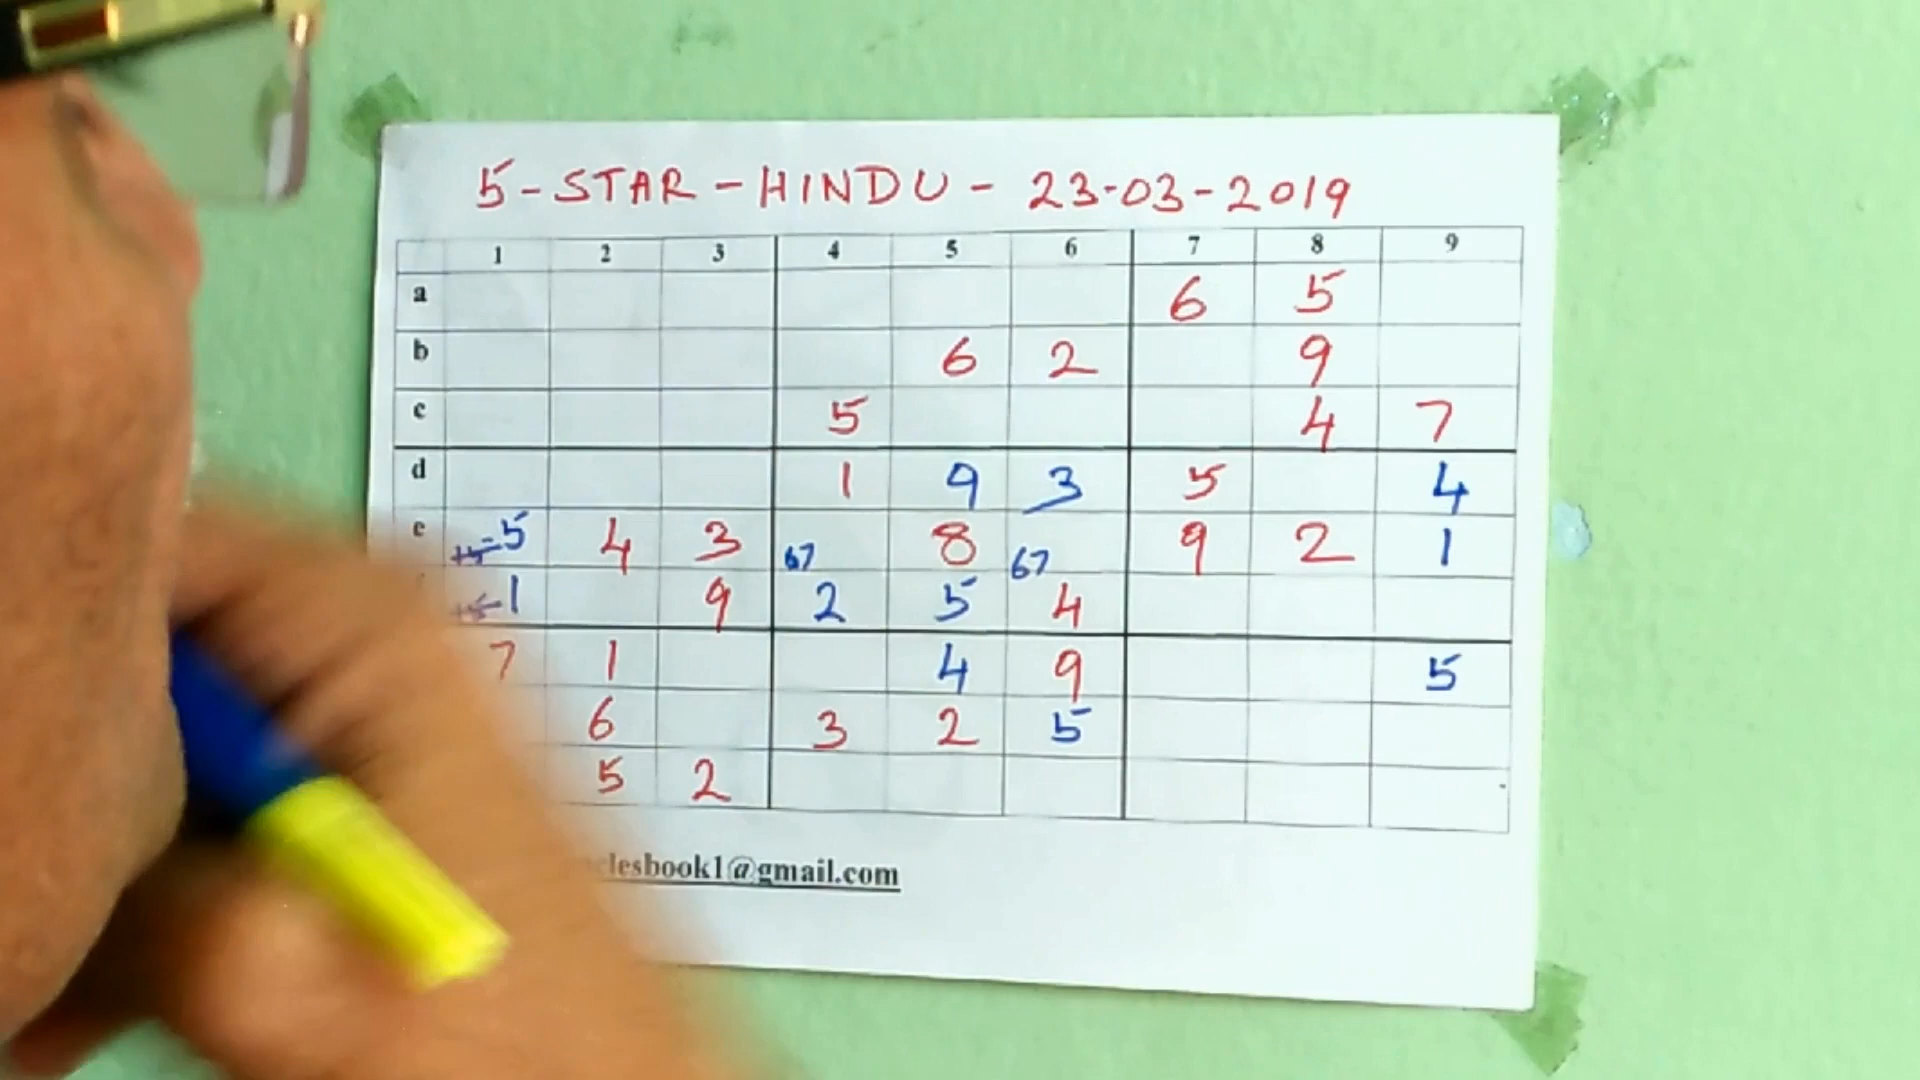 5-STAR-HINDU-23-03-2019
1 2 3 4 5 6 7 8 9
a 6 5
b 6 2 9
c 5 4 7
d 1 9 3 5 4
e 5 4 3 67 8 67 9 2 1
1 9 2 5 4
7 1 4 9 5
6 3 2 5
5 2
clesbook1@gmail.com